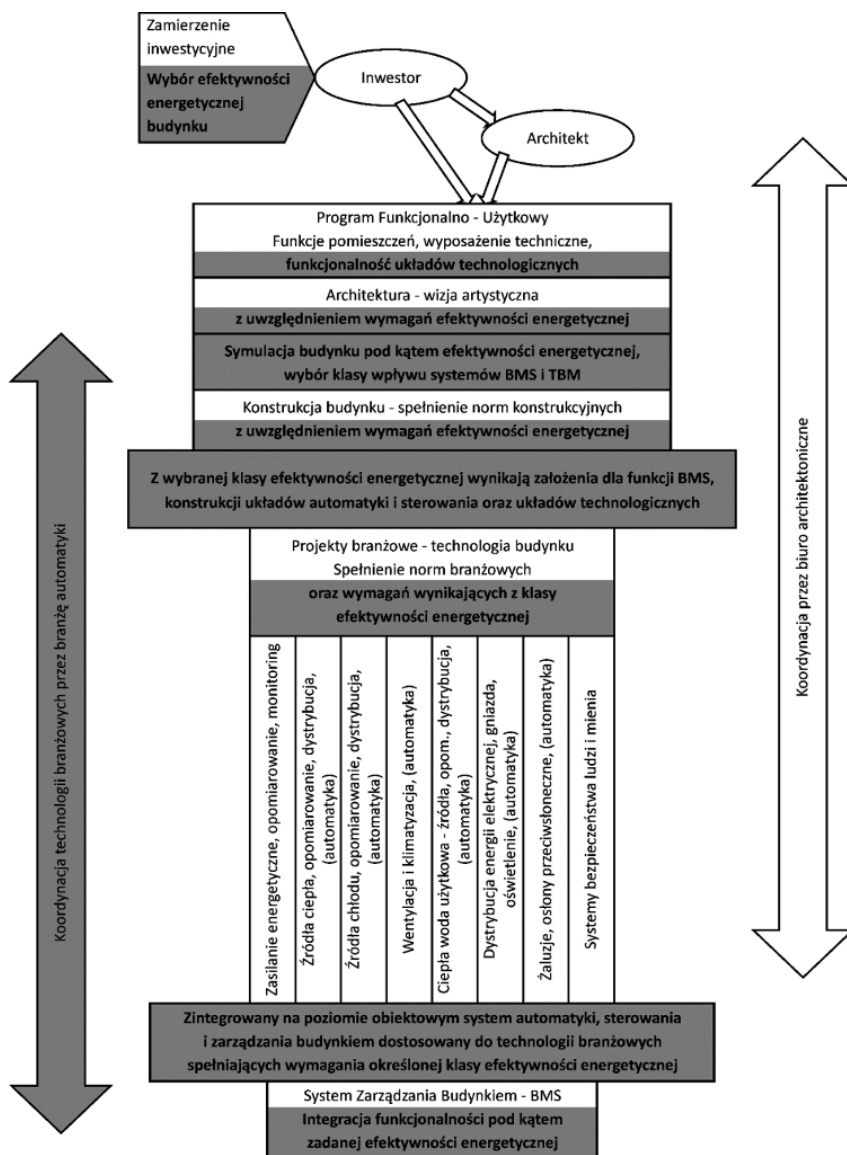 Zamierzenie
inwestycyjne
Wybór efektywności
energetycznej
budynku
Inwestor
Architekt
Program Funkcjonalno - Użytkowy
Funkcje pomieszczeń, wyposażenie techniczne,
funkcjonalność układów technologicznych
Architektura - wizja artystyczna
z uwzględnieniem wymagań efektywności energetycznej
Symulacja budynku pod kątem efektywności energetycznej,
wybór klasy wpływu systemów BMS i TBM
Konstrukcja budynku - spełnienie norm konstrukcyjnych
z uwzględnieniem wymagań efektywności energetycznej
Z wybranej klasy efektywności energetycznej wynikają założenia dla funkcji BMS,
konstrukcji układów automatyki i sterowania oraz układów technologicznych
Projekty branżowe - technologia budynku
Spełnienie norm branżowych
oraz wymagań wynikających z klasy
efektywności energetycznej
Zasilanie energetyczne, opomiarowanie, monitoring
Źródła ciepła, opomiarowanie, dystrybucja,
(automatyka)
Źródła chłodu, opomiarowanie, dystrybucja,
(automatyka)
Wentylacja i klimatyzacja, (automatyka)
Ciepła woda użytkowa - źródła, opom., dystrybucja,
(automatyka)
Dystrybucja energii elektrycznej, gniazda,
oświetlenie, (automatyka)
Żaluzje, osłony przeciwsłoneczne, (automatyka)
Systemy bezpieczeństwa ludzi i mienia
Zintegrowany na poziomie obiektowym system automatyki, sterowania
i zarządzania budynkiem dostosowany do technologii branżowych
spełniających wymagania określonej klasy efektywności energetycznej
System Zarządzania Budynkiem - BMS
Integracja funkcjonalności pod kątem
zadanej efektywności energetycznej
Koordynacja technologii branżowych przez branżę automatyki
Koordynacja przez biuro architektoniczne